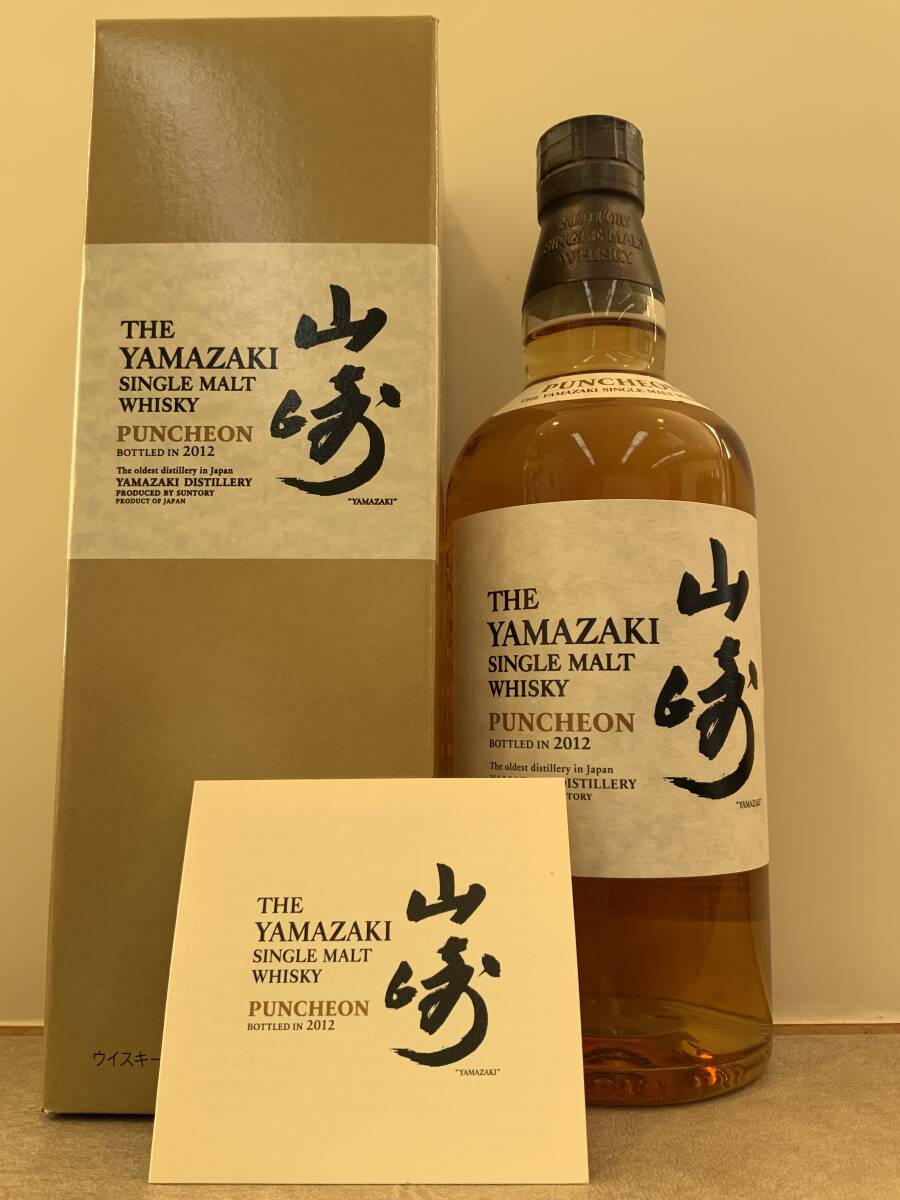 THE
YAMAZAKI
SINGLE MALT
WHISKY
PUNCHEON
BOTTLED IN 2012
The oldest distillery in Japan
YAMAZAKI DISTILLERY
PRODUCED BY SUNTORY
PRODUCT OF JAPAN
山崎
"YAMAZAKI"
ウイスキー
SUNTORY
SINGLE MALT
WHISKY
PUNCHEON
THE YAMAZAKI SINGLE MALT
THE
YAMAZAKI
SINGLE MALT
WHISKY
PUNCHEON
BOTTLED IN 2012
The oldest distillery in Japan
DISTILLERY
山崎
"YAMAZAKI"
THE
YAMAZAKI
SINGLE MALT
WHISKY
PUNCHEON
BOTTLED IN 2012
山崎
"YAMAZAKI"